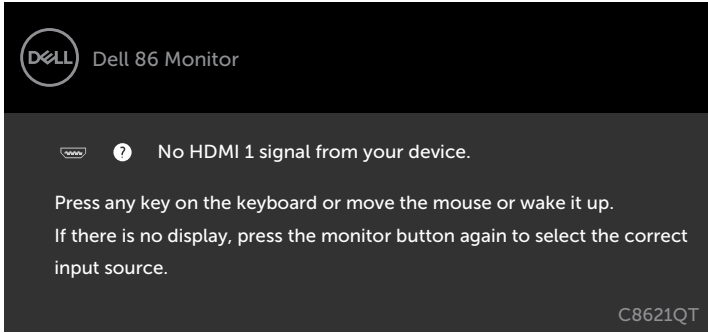 DELL
Dell 86 Monitor
? No HDMI 1 signal from your device.
Press any key on the keyboard or move the mouse or wake it up.
If there is no display, press the monitor button again to select the correct
input source.
C8621QT